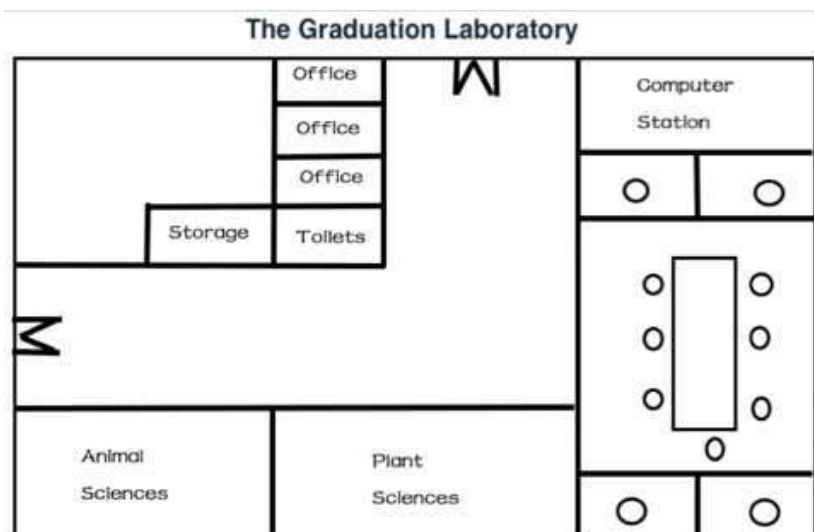 The Graduation Laboratory
Office
Computer
Station
Office
Office
Storage
Toilets
Animal
Sciences
Plant
Sciences